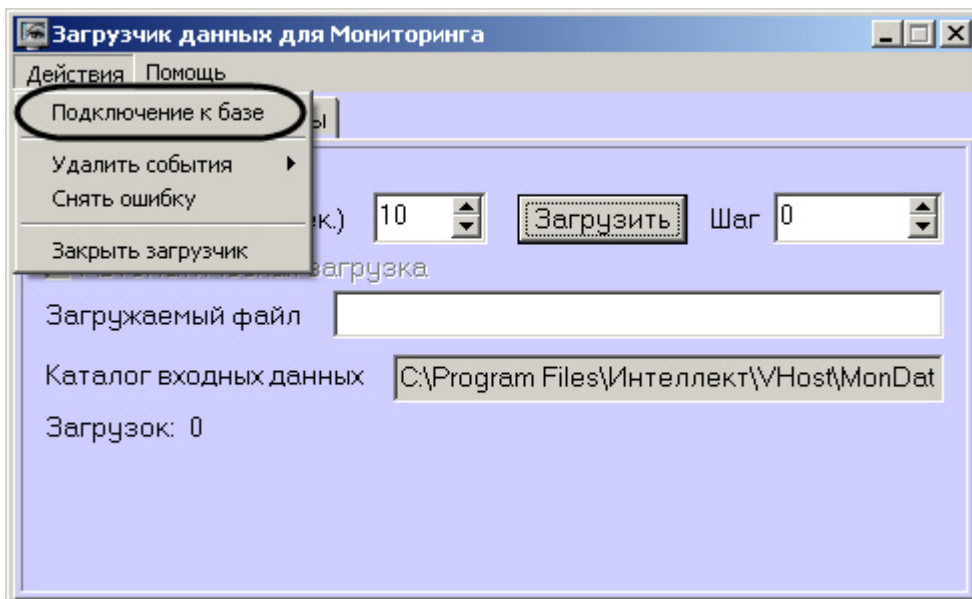 Загрузчик данных для Мониторинга
Действия Помощь
Подключение к базе
Удалить события
Снять ошибку
Закрыть загрузчик
10 Загрузить Шаг 0
загрузка
Загружаемый файл
Каталог входных данных C:\Program Files\Интеллект\VHost\MonDat
Загрузок: 0